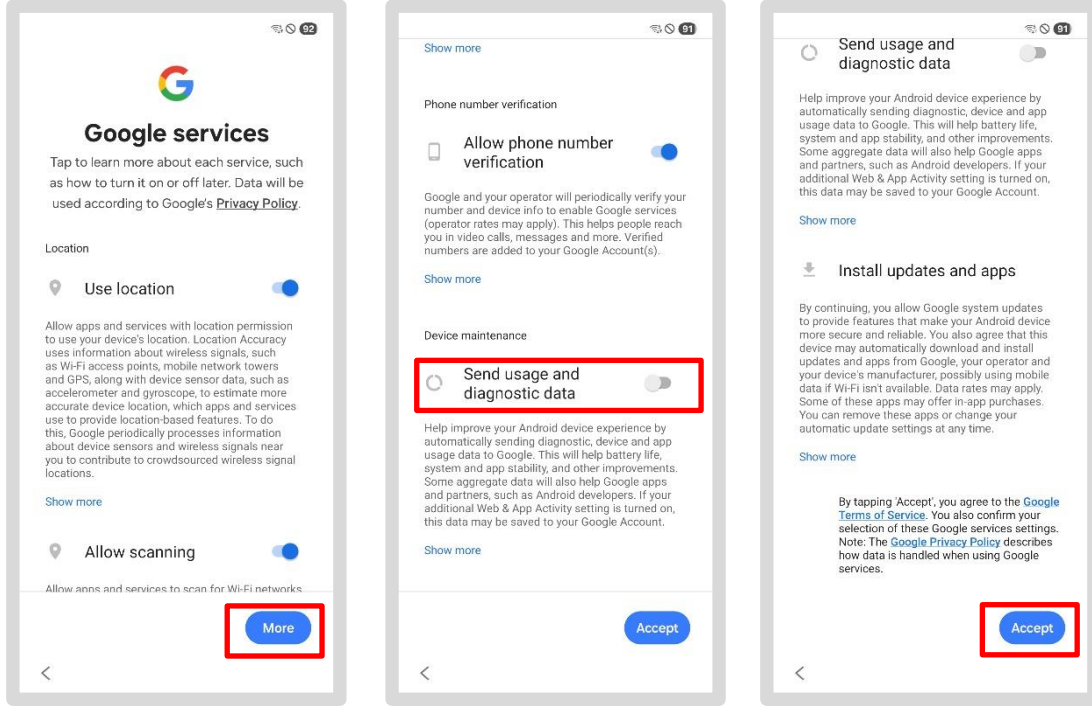 92
Google services
Tap to learn more about each service, such
as how to turn it on or off later. Data will be
used according to Google's Privacy Policy.
Location
Use location
Allow apps and services with location permission
to use your device's location. Location Accuracy
uses information about wireless signals, such
as Wi-Fi access points, mobile network towers
and GPS, along with device sensor data, such as
accelerometer and gyroscope, to estimate more
accurate device location, which apps and services
use to provide location-based features. To do
this, Google periodically processes information
about device sensors and wireless signals near
you to contribute to crowdsourced wireless signal
locations.
Show more
Allow scanning
Allow apps and services to scan for Wi-Fi networks
More
91
Show more
Phone number verification
Allow phone number
verification
Google and your operator will periodically verify your
number and device info to enable Google services
(operator rates may apply). This helps people reach
you in video calls, messages and more. Verified
numbers are added to your Google Account(s).
Show more
Device maintenance
Send usage and
diagnostic data
Help improve your Android device experience by
automatically sending diagnostic, device and app
usage data to Google. This will help battery life,
system and app stability, and other improvements.
Some aggregate data will also help Google apps
and partners, such as Android developers. If your
additional Web & App Activity setting is turned on,
this data may be saved to your Google Account.
Show more
Accept
91
Send usage and
diagnostic data
Help improve your Android device experience by
automatically sending diagnostic, device and app
usage data to Google. This will help battery life,
system and app stability, and other improvements.
Some aggregate data will also help Google apps
and partners, such as Android developers. If your
additional Web & App Activity setting is turned on,
this data may be saved to your Google Account.
Show more
Install updates and apps
By continuing, you allow Google system updates
to provide features that make your Android device
more secure and reliable. You also agree that this
device may automatically download and install
updates and apps from Google, your operator and
your device's manufacturer, possibly using mobile
data if Wi-Fi isn't available. Data rates may apply.
Some of these apps may offer in-app purchases.
You can remove these apps or change your
automatic update settings at any time.
Show more
By tapping 'Accept', you agree to the Google
Terms of Service. You also confirm your
selection of these Google services settings.
Note: The Google Privacy Policy describes
how data is handled when using Google
services.
Accept